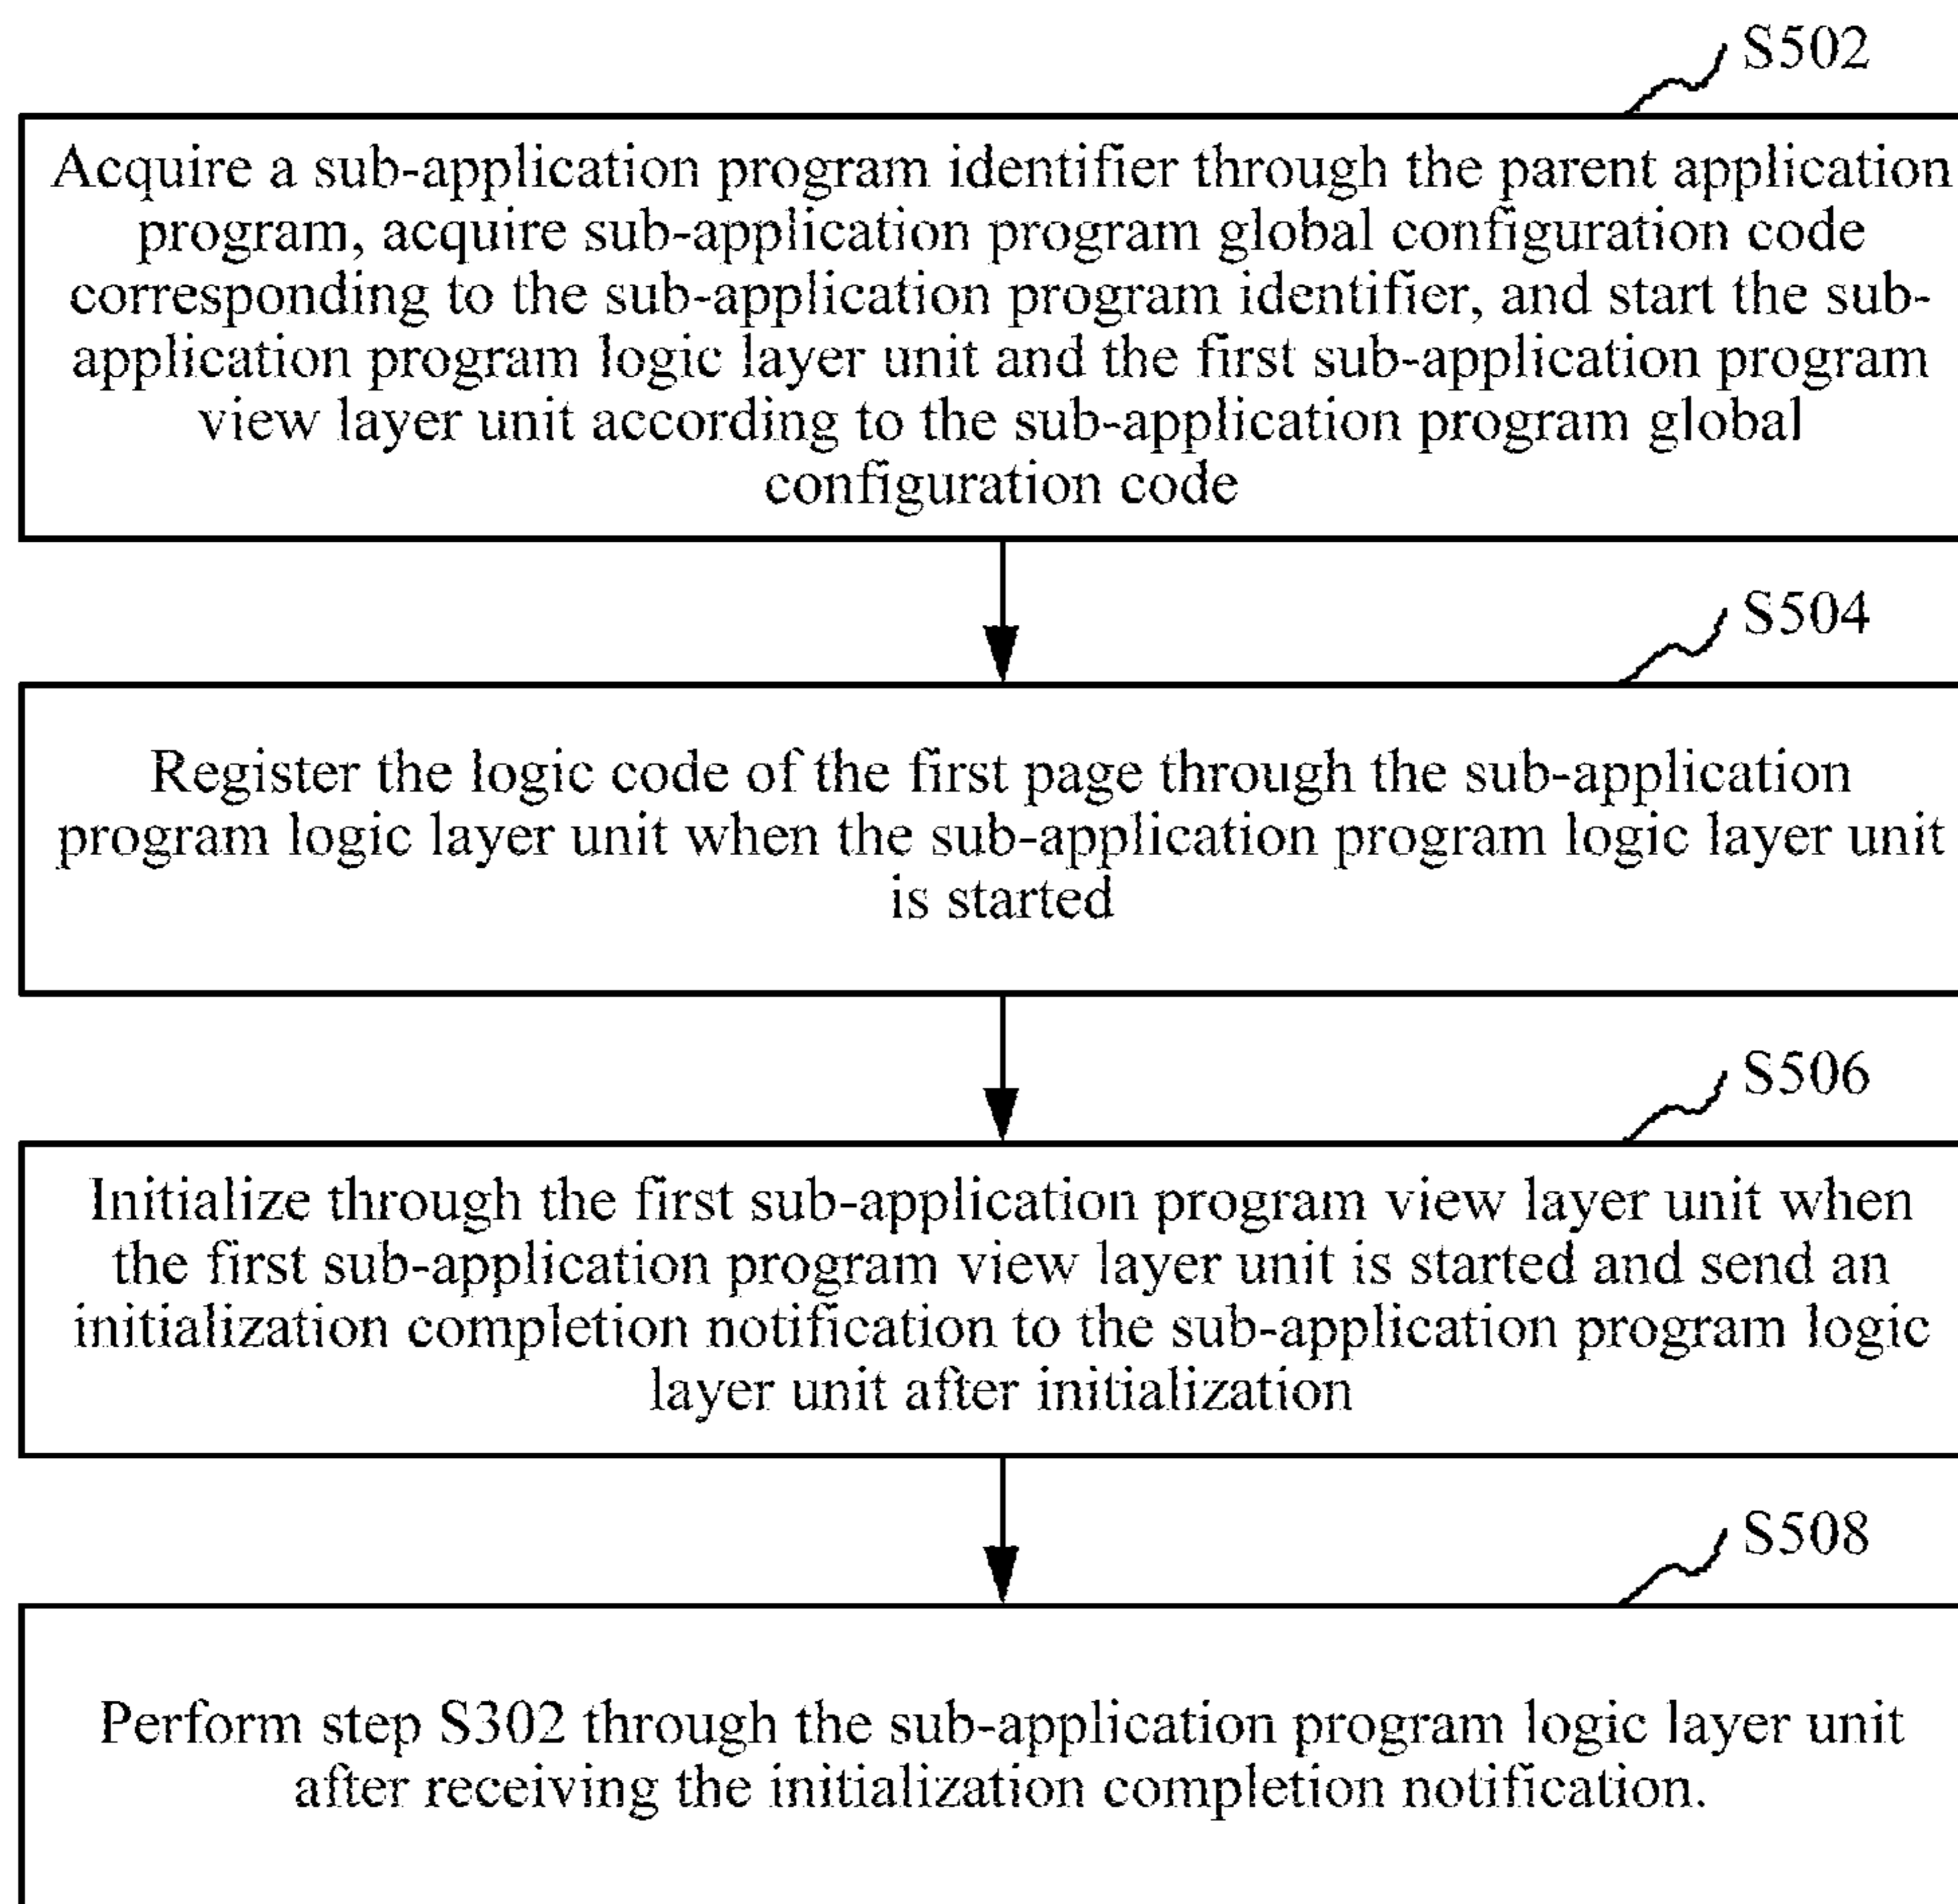 S502
Acquire a sub-application program identifier through the parent application
program, acquire sub-application program global configuration code
corresponding to the sub-application program identifier, and start the sub-
application program logic layer unit and the first sub-application program
view layer unit according to the sub-application program global
configuration code
S504
Register the logic code of the first page through the sub-application
program logic layer unit when the sub-application program logic layer unit
is started
S506
Initialize through the first sub-application program view layer unit when
the first sub-application program view layer unit is started and send an
initialization completion notification to the sub-application program logic
layer unit after initialization
S508
Perform step S302 through the sub-application program logic layer unit
after receiving the initialization completion notification.